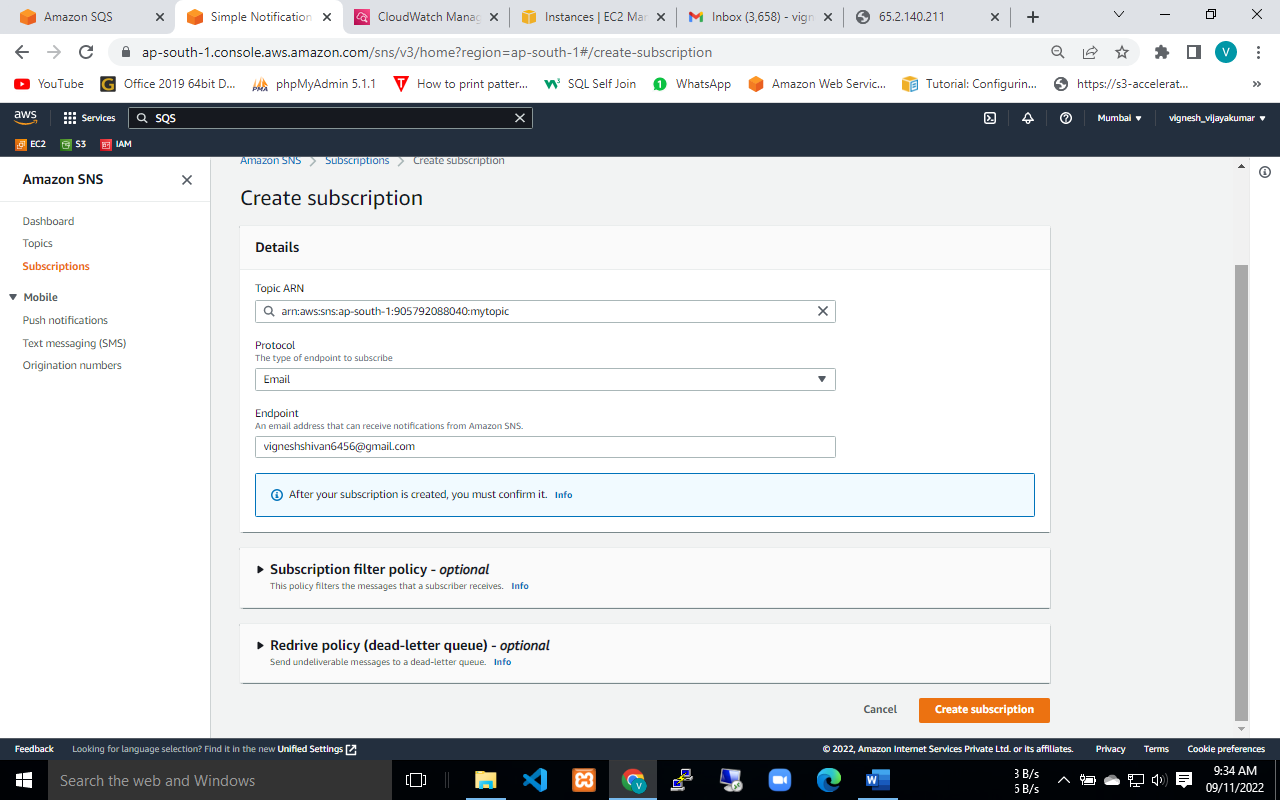 Amazon SQS
Simple Notification
CloudWatch Manag
Instances | EC2 Mar
Inbox (3,658) - vign
65.2.140.211
ap-south-1.console.aws.amazon.com/sns/v3/home?region=ap-south-1#/create-subscription
V
YouTube
Office 2019 64bit D...
phpMyAdmin 5.1.1
How to print patter...
SQL Self Join
WhatsApp
Amazon Web Servic...
Tutorial: Configurin...
https://s3-accelerat...
aws
Services
SQS
Mumbai
vignesh_vijayakumar
EC2
S3
IAM
Amazon SNS
Dashboard
Topics
Subscriptions
Mobile
Push notifications
Text messaging (SMS)
Origination numbers
Amazon SNS
Subscriptions
Create subscription
Create subscription
Details
Topic ARN
arn:aws:sns:ap-south-1:905792088040:mytopic
Protocol
The type of endpoint to subscribe
Email
Endpoint
An email address that can receive notifications from Amazon SNS.
vigneshshivan6456@gmail.com
After your subscription is created, you must confirm it. Info
Subscription filter policy - optional
This policy filters the messages that a subscriber receives. Info
Redrive policy (dead-letter queue) - optional
Send undeliverable messages to a dead-letter queue. Info
Cancel
Create subscription
Feedback
Looking for language selection? Find it in the new Unified Settings
© 2022, Amazon Internet Services Private Ltd. or its affiliates.
Privacy
Terms
Cookie preferences
Search the web and Windows
B/s
B/s
9:34 AM
09/11/2022